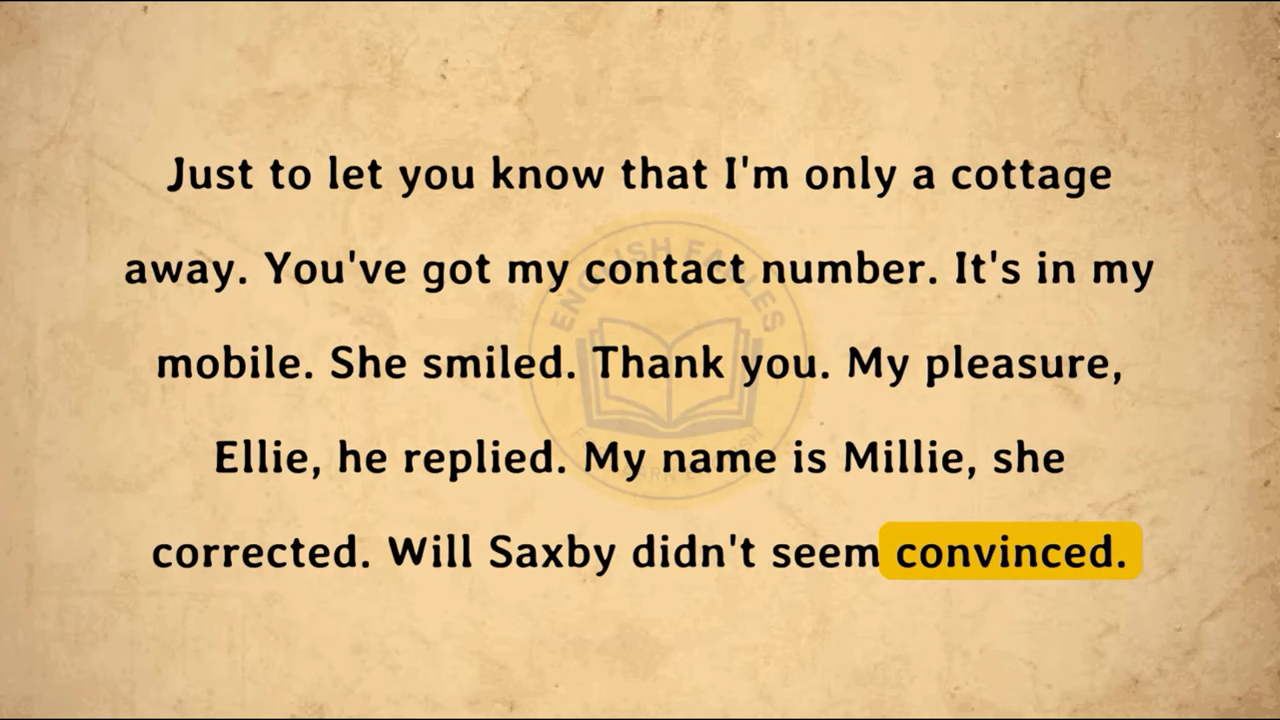 Just to let you know that I'm only a cottage
away. You've got my contact number. It's in my
mobile. She smiled. Thank you. My pleasure,
Ellie, he replied. My name is Millie, she
corrected. Will Saxby didn't seem convinced.